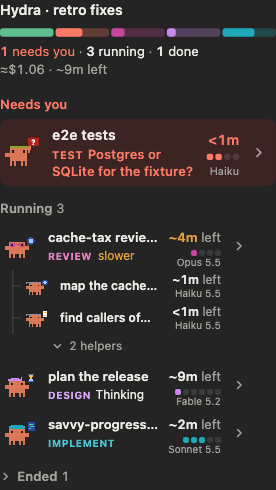 Hydra · retro fixes
1 needs you · 3 running · 1 done
≈$1.06 · ~9m left
Needs you
e2e tests
<1m
TEST Postgres or
SQLite for the fixture?
Haiku
Running 3
cache-tax revie...
~4m left
REVIEW slower
Opus 5.5
map the cache...
~1m left
Haiku 5.5
find callers of...
<1m left
Haiku 5.5
2 helpers
plan the release
~9m left
DESIGN Thinking
Fable 5.2
savvy-progress...
~2m left
IMPLEMENT
Sonnet 5.5
Ended 1